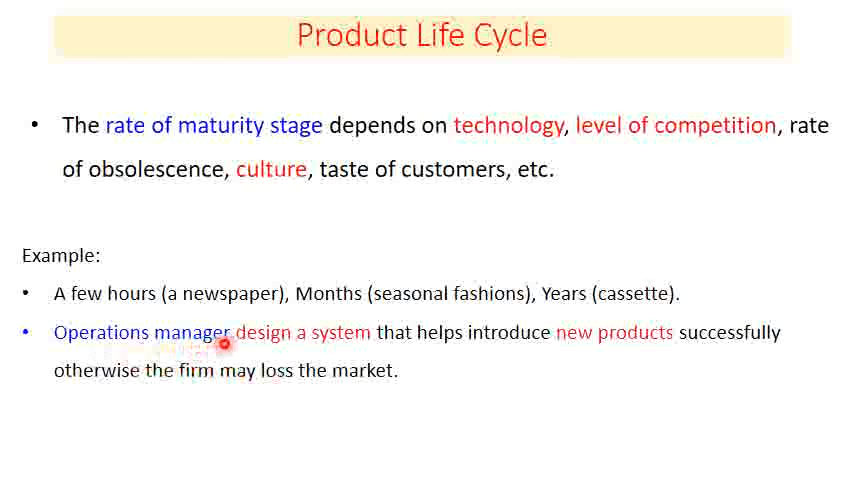 Product Life Cycle
• The rate of maturity stage depends on technology, level of competition, rate
of obsolescence, culture, taste of customers, etc.
Example:
• A few hours (a newspaper), Months (seasonal fashions), Years (cassette).
• Operations manager design a system that helps introduce new products successfully
otherwise the firm may loss the market.